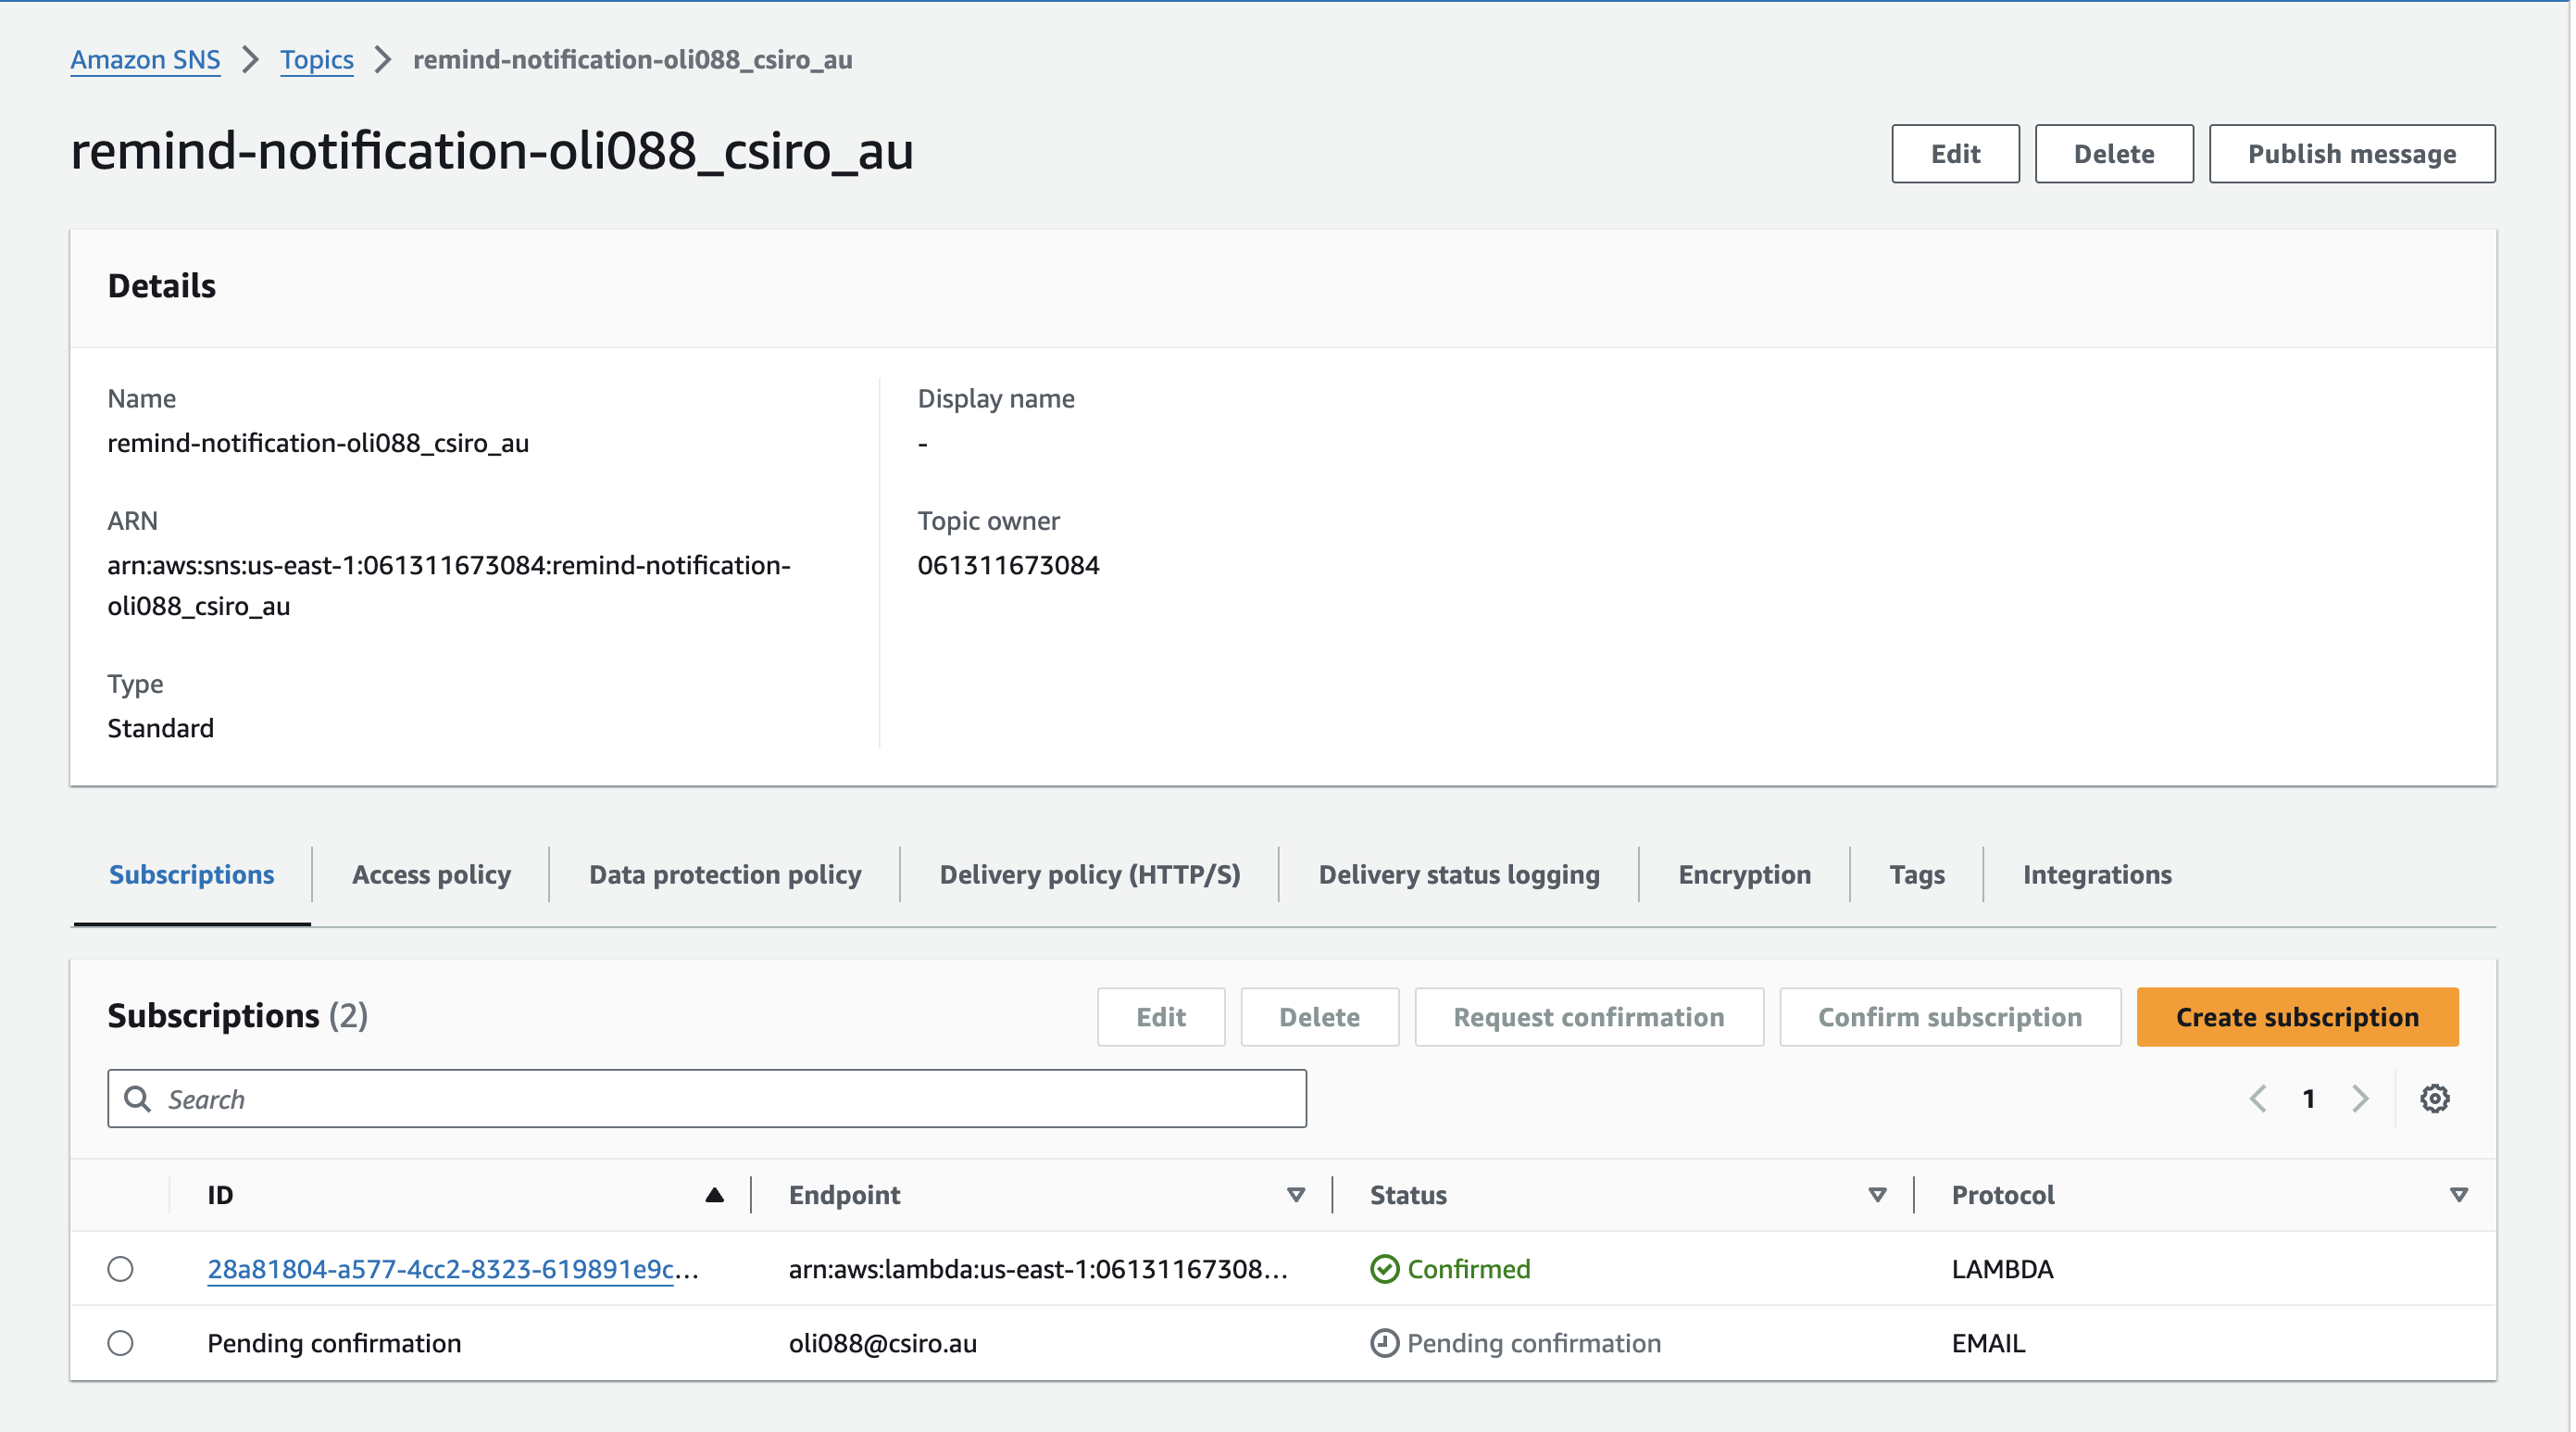 Amazon SNS > Topics > remind-notification-oli088_csiro_au
remind-notification-oli088_csiro_au
Edit Delete Publish message
Details
Name
remind-notification-oli088_csiro_au
Display name
-
ARN
arn:aws:sns:us-east-1:061311673084:remind-notification-
oli088_csiro_au
Topic owner
061311673084
Type
Standard
Subscriptions Access policy Data protection policy Delivery policy (HTTP/S) Delivery status logging Encryption Tags Integrations
Subscriptions (2)
Edit Delete Request confirmation Confirm subscription Create subscription
Search
1
ID Endpoint Status Protocol
28a81804-a577-4cc2-8323-619891e9c... arn:aws:lambda:us-east-1:06131167308... Confirmed LAMBDA
Pending confirmation oli088@csiro.au Pending confirmation EMAIL